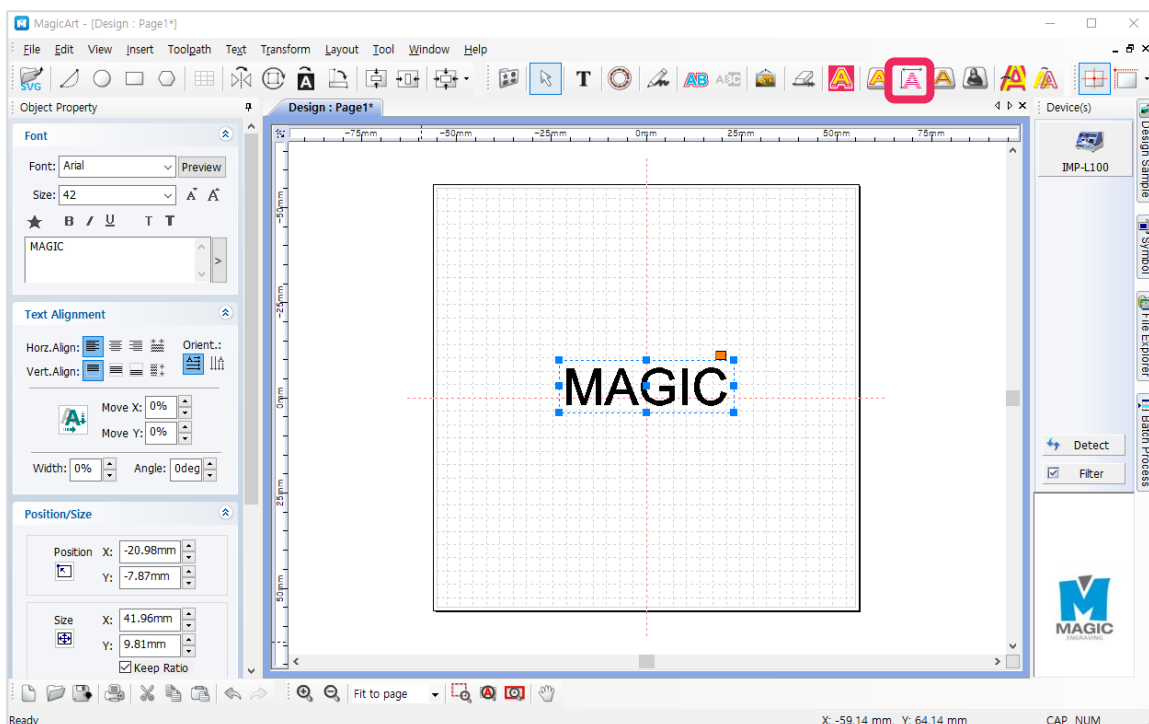 MagicArt - [Design : Page1*]
File Edit View Insert Toolpath Text Transform Layout Tool Window Help
SVG A T AB ABC A A A A A A
Object Property
Design : Page1*
Device(s)
Font
Font: Arial Preview
Size: 42 A A
B I U T T
MAGIC
>
Text Alignment
Horz.Align: Orient.:
Vert.Align:
Move X: 0%
Move Y: 0%
Width: 0% Angle: 0deg
Position/Size
Position X: -20.98mm
Y: -7.87mm
Size X: 41.96mm
Y: 9.81mm
Keep Ratio
-75mm -50mm -25mm 0mm 25mm 50mm 75mm
-50mm
-25mm
0mm
25mm
50mm
MAGIC
IMP-L100
Detect
Filter
MAGIC
ENGRAVING
Design Sample
Symbol
File Explorer
Batch Process
Fit to page
Ready
X: -59.14 mm, Y: 64.14 mm
CAP NUM